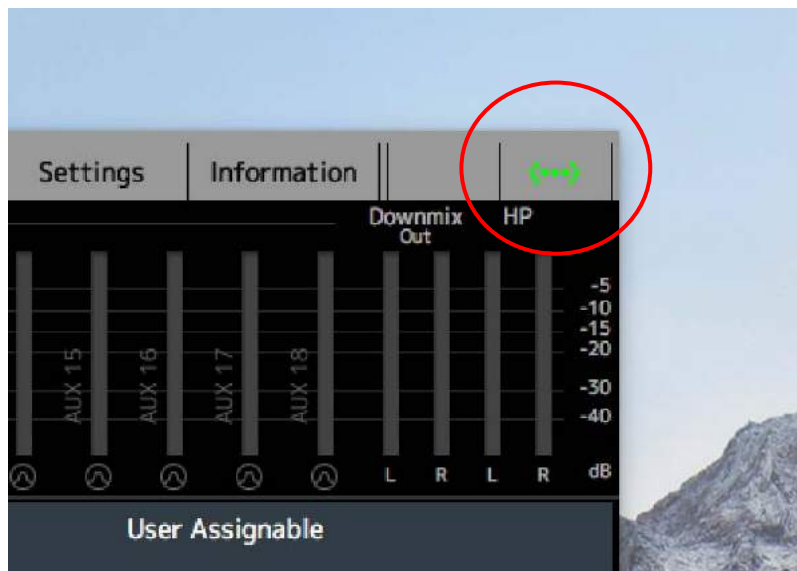 Settings Information <•••>
Downmix HP
Out
-5
-10
-15
-20
-30
-40
AUX 15 AUX 16 AUX 17 AUX 18
L R L R dB
User Assignable